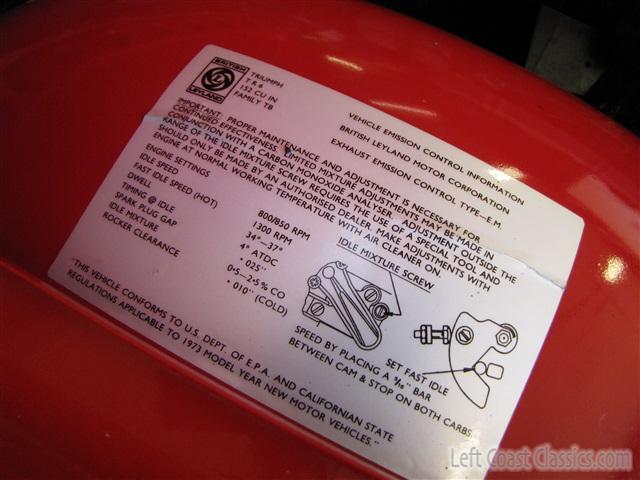 BRITISH
L
LEYLAND
TRIUMPH
T R 6
152 CU IN
FAMILY TB
VEHICLE EMISSION CONTROL INFORMATION
BRITISH LEYLAND MOTOR CORPORATION
EXHAUST EMISSION CONTROL TYPE—E.M.
IMPORTANT: PROPER MAINTENANCE AND ADJUSTMENT IS NECESSARY FOR
CONTINUED EFFECTIVENESS. LIMITED MIXTURE ADJUSTMENTS MAY BE MADE IN
CONJUNCTION WITH A CARBON MONOXIDE ANALYSER. ADJUSTMENT OUTSIDE THE
RANGE OF THE IDLE MIXTURE SCREW REQUIRES THE USE OF A SPECIAL TOOL AND
SHOULD ONLY BE MADE BY AN AUTHORISED DEALER. MAKE ADJUSTMENTS WITH
ENGINE AT NORMAL WORKING TEMPERATURE WITH AIR CLEANER ON
ENGINE SETTINGS
IDLE SPEED 800/850 RPM
FAST IDLE SPEED (HOT) 1300 RPM
DWELL 34°—37°
TIMING @ IDLE 4° ATDC
SPARK PLUG GAP ·025"
IDLE MIXTURE 0·5—2·5% CO
ROCKER CLEARANCE ·010" (COLD)
IDLE MIXTURE SCREW
SET FAST IDLE
SPEED BY PLACING A 5/16" BAR
BETWEEN CAM & STOP ON BOTH CARBS
"THIS VEHICLE CONFORMS TO U.S. DEPT. OF E.P.A. AND CALIFORNIAN STATE
REGULATIONS APPLICABLE TO 1973 MODEL YEAR NEW MOTOR VEHICLES."
Left Coast Classics.com